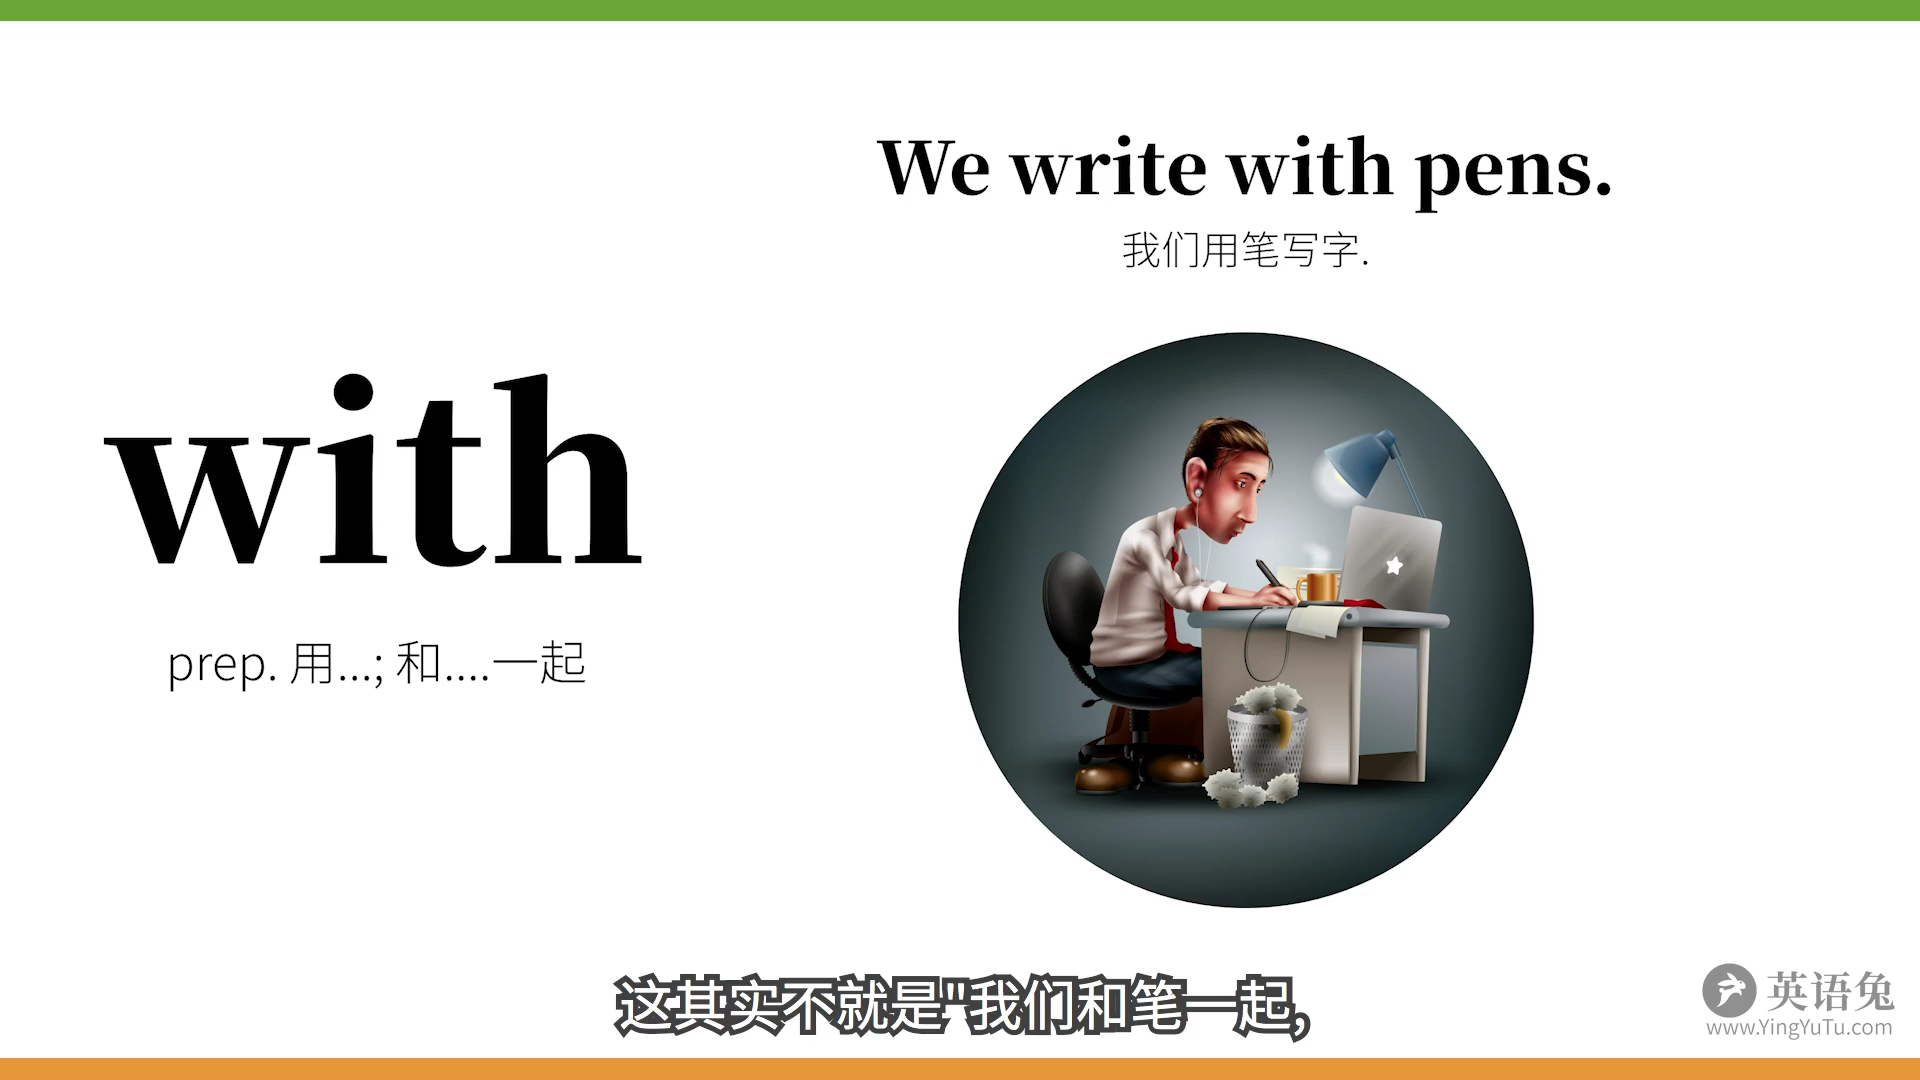 We write with pens.
我们用笔写字.
with
prep. 用...; 和....一起
这其实不就是"我们和笔一起,
英语兔
www.YingYuTu.com